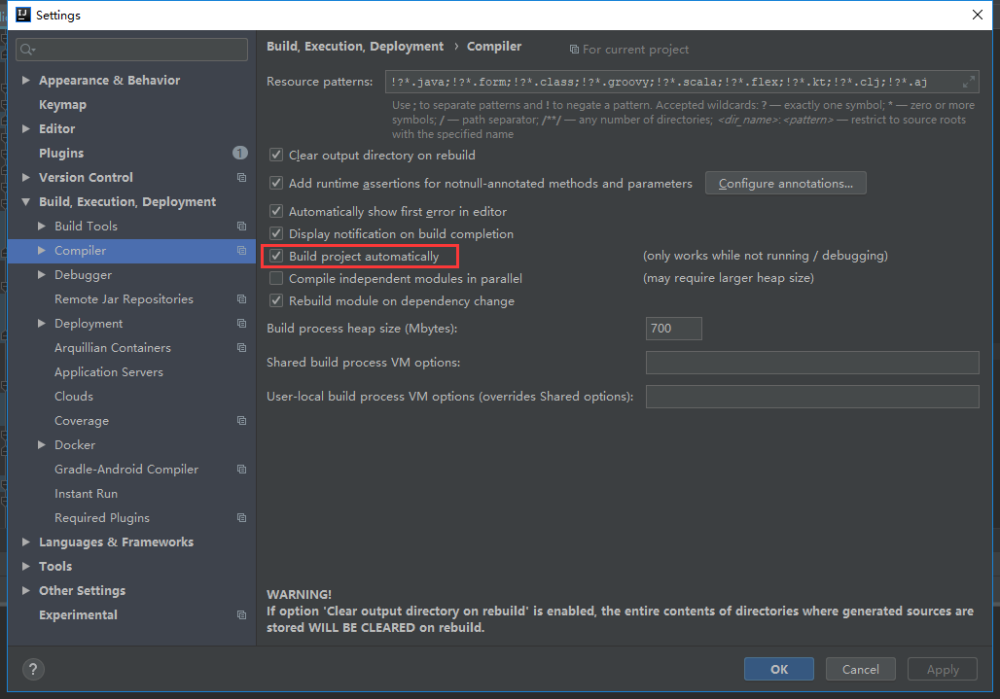 Settings
Appearance & Behavior
Keymap
Editor
Plugins 1
Version Control
Build, Execution, Deployment
Build Tools
Compiler
Debugger
Remote Jar Repositories
Deployment
Arquillian Containers
Application Servers
Clouds
Coverage
Docker
Gradle-Android Compiler
Instant Run
Required Plugins
Languages & Frameworks
Tools
Other Settings
Experimental
Build, Execution, Deployment › Compiler For current project
Resource patterns: !?*.java;!?*.form;!?*.class;!?*.groovy;!?*.scala;!?*.flex;!?*.kt;!?*.clj;!?*.aj
Use ; to separate patterns and ! to negate a pattern. Accepted wildcards: ? — exactly one symbol; * — zero or more
symbols; / — path separator; /**/ — any number of directories; <dir_name>:<pattern> — restrict to source roots
with the specified name
Clear output directory on rebuild
Add runtime assertions for notnull-annotated methods and parameters Configure annotations...
Automatically show first error in editor
Display notification on build completion
Build project automatically (only works while not running / debugging)
Compile independent modules in parallel (may require larger heap size)
Rebuild module on dependency change
Build process heap size (Mbytes): 700
Shared build process VM options:
User-local build process VM options (overrides Shared options):
WARNING!
If option 'Clear output directory on rebuild' is enabled, the entire contents of directories where generated sources are
stored WILL BE CLEARED on rebuild.
? OK Cancel Apply